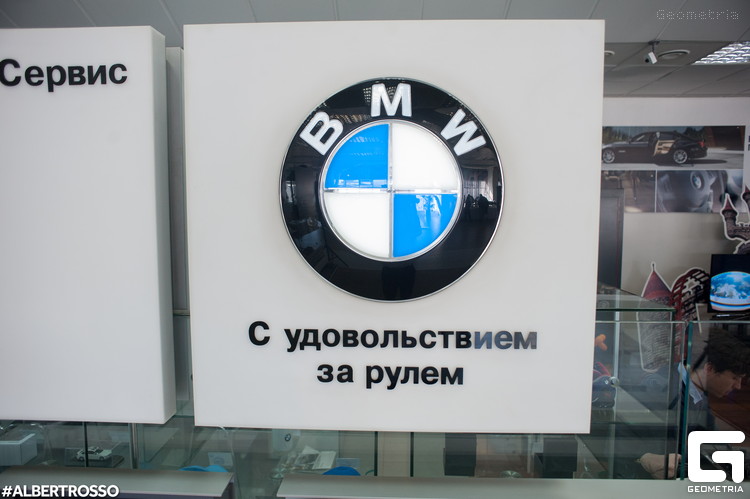 Geometria
Сервис
BMW
С удовольствием
за рулем
#ALBERTROSSO
GEOMETRIA